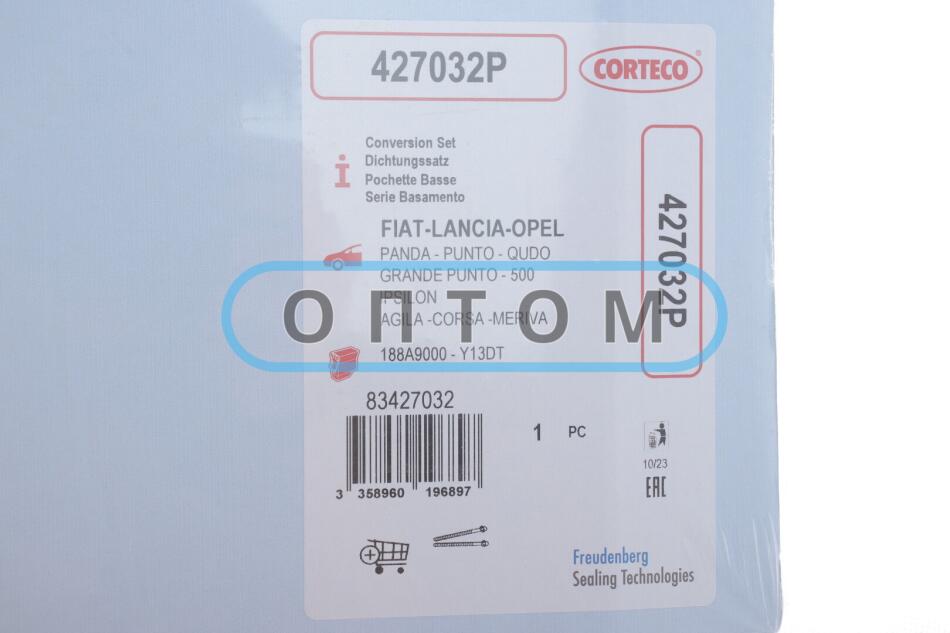 427032P
CORTECO®
Conversion Set
Dichtungssatz
Pochette Basse
Serie Basamento
427032P
FIAT-LANCIA-OPEL
PANDA - PUNTO - QUDO
GRANDE PUNTO - 500
IPSILON
AGILA -CORSA -MERIVA
ОПТОМ
188A9000 - Y13DT
83427032
1 PC
3 358960 196897
10/23
EAC
Freudenberg
Sealing Technologies